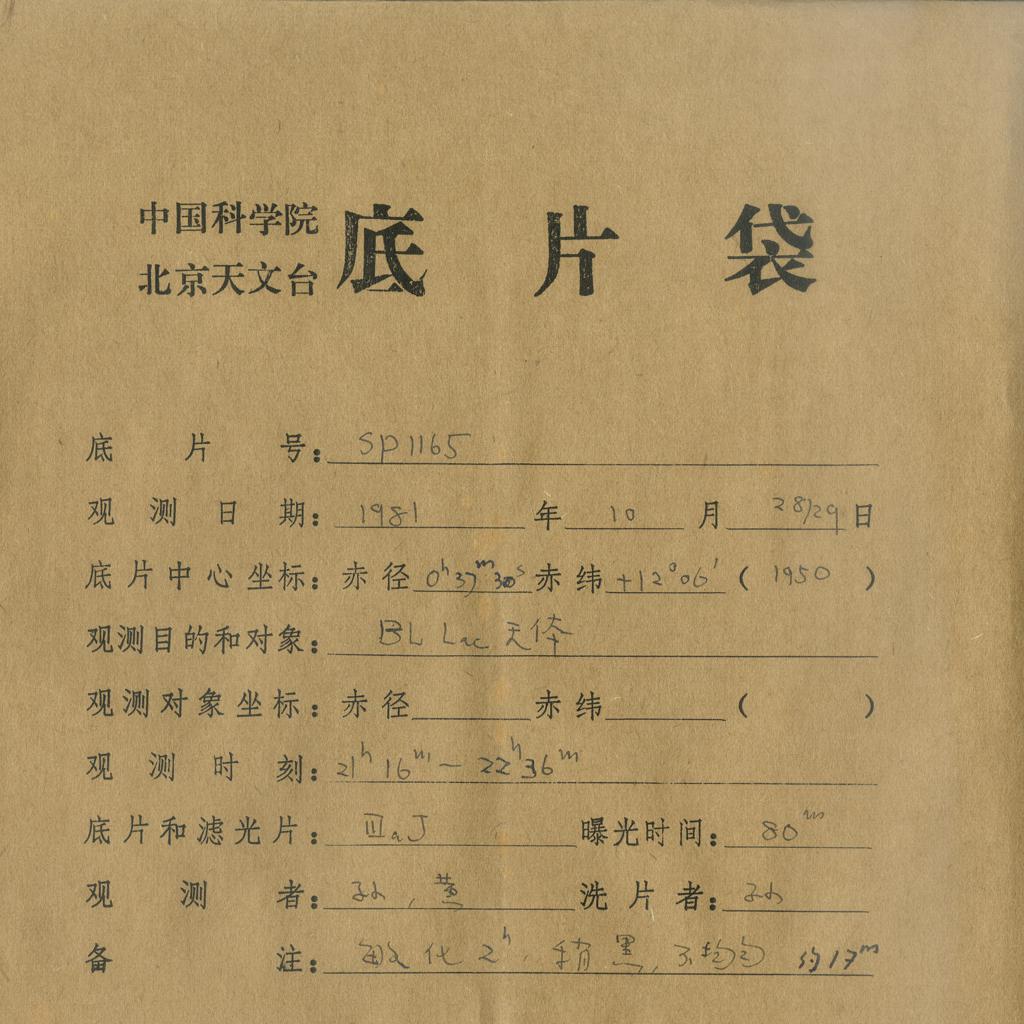 中国科学院
北京天文台
底片袋
底片号：SP1165
观测日期：1981年10月28/29日
底片中心坐标：赤径0ʰ37ᵐ30ˢ赤纬+12°06′（1950）
观测目的和对象：BL Lac 天体
观测对象坐标：赤径 赤纬 （ ）
观测时刻：21ʰ16ᵐ－22ʰ36ᵐ
底片和滤光片：ⅢaJ 曝光时间：80ᵐ
观测者：孙，黄 洗片者：孙
备注：敏化2ʰ，稍黑，不均匀 约17ᵐ